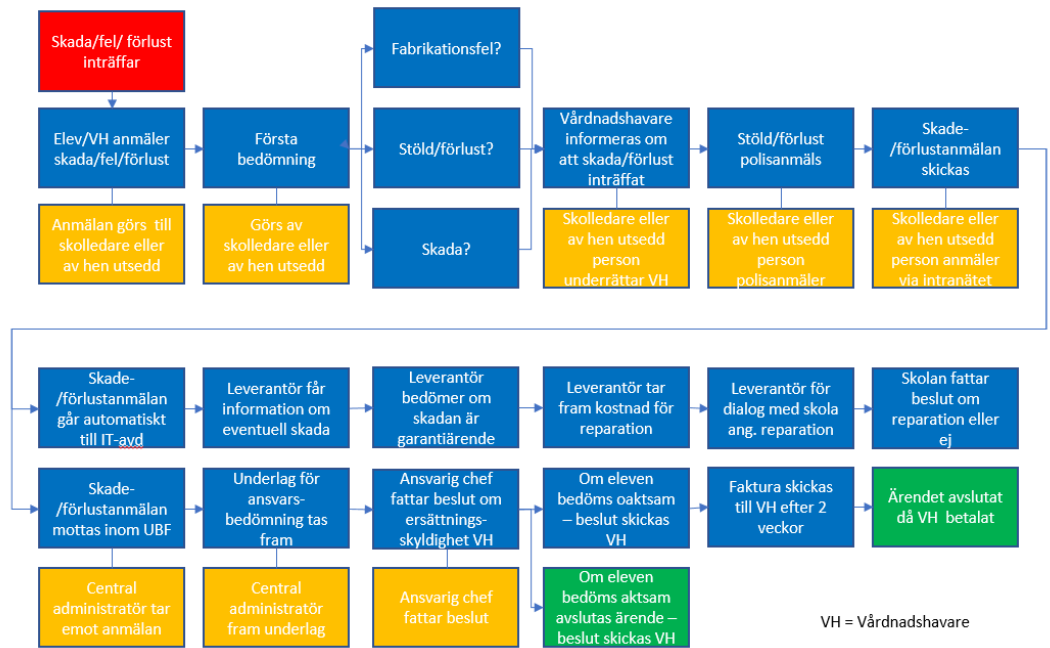 Skada/fel/ förlust
inträffar
Fabrikationsfel?
Elev/VH anmäler
skada/fel/förlust
Första
bedömning
Stöld/förlust?
Vårdnadshavare
informeras om
att skada/förlust
inträffat
Stöld/förlust
polisanmäls
Skade-
/förlustanmälan
skickas
Anmälan görs till
skolledare eller
av hen utsedd
Görs av
skolledare eller
av hen utsedd
Skada?
Skolledare eller
av hen utsedd
person
underrättar VH
Skolledare eller
av hen utsedd
person
polisanmäler
Skolledare eller
av hen utsedd
person anmäler
via intranätet
Skade-
/förlustanmälan
går automatiskt
till IT-avd
Leverantör får
information om
eventuell skada
Leverantör
bedömer om
skadan är
garantiärende
Leverantör tar
fram kostnad för
reparation
Leverantör för
dialog med skola
ang. reparation
Skolan fattar
beslut om
reparation eller
ej
Skade-
/förlustanmälan
mottas inom UBF
Underlag för
ansvars-
bedömning tas
fram
Ansvarig chef
fattar beslut om
ersättnings-
skyldighet VH
Om eleven
bedöms oaktsam
– beslut skickas
VH
Faktura skickas
till VH efter 2
veckor
Ärendet avslutat
då VH betalat
Central
administratör tar
emot anmälan
Central
administratör
fram underlag
Ansvarig chef
fattar beslut
Om eleven
bedöms aktsam
avslutas ärende –
beslut skickas VH
VH = Vårdnadshavare